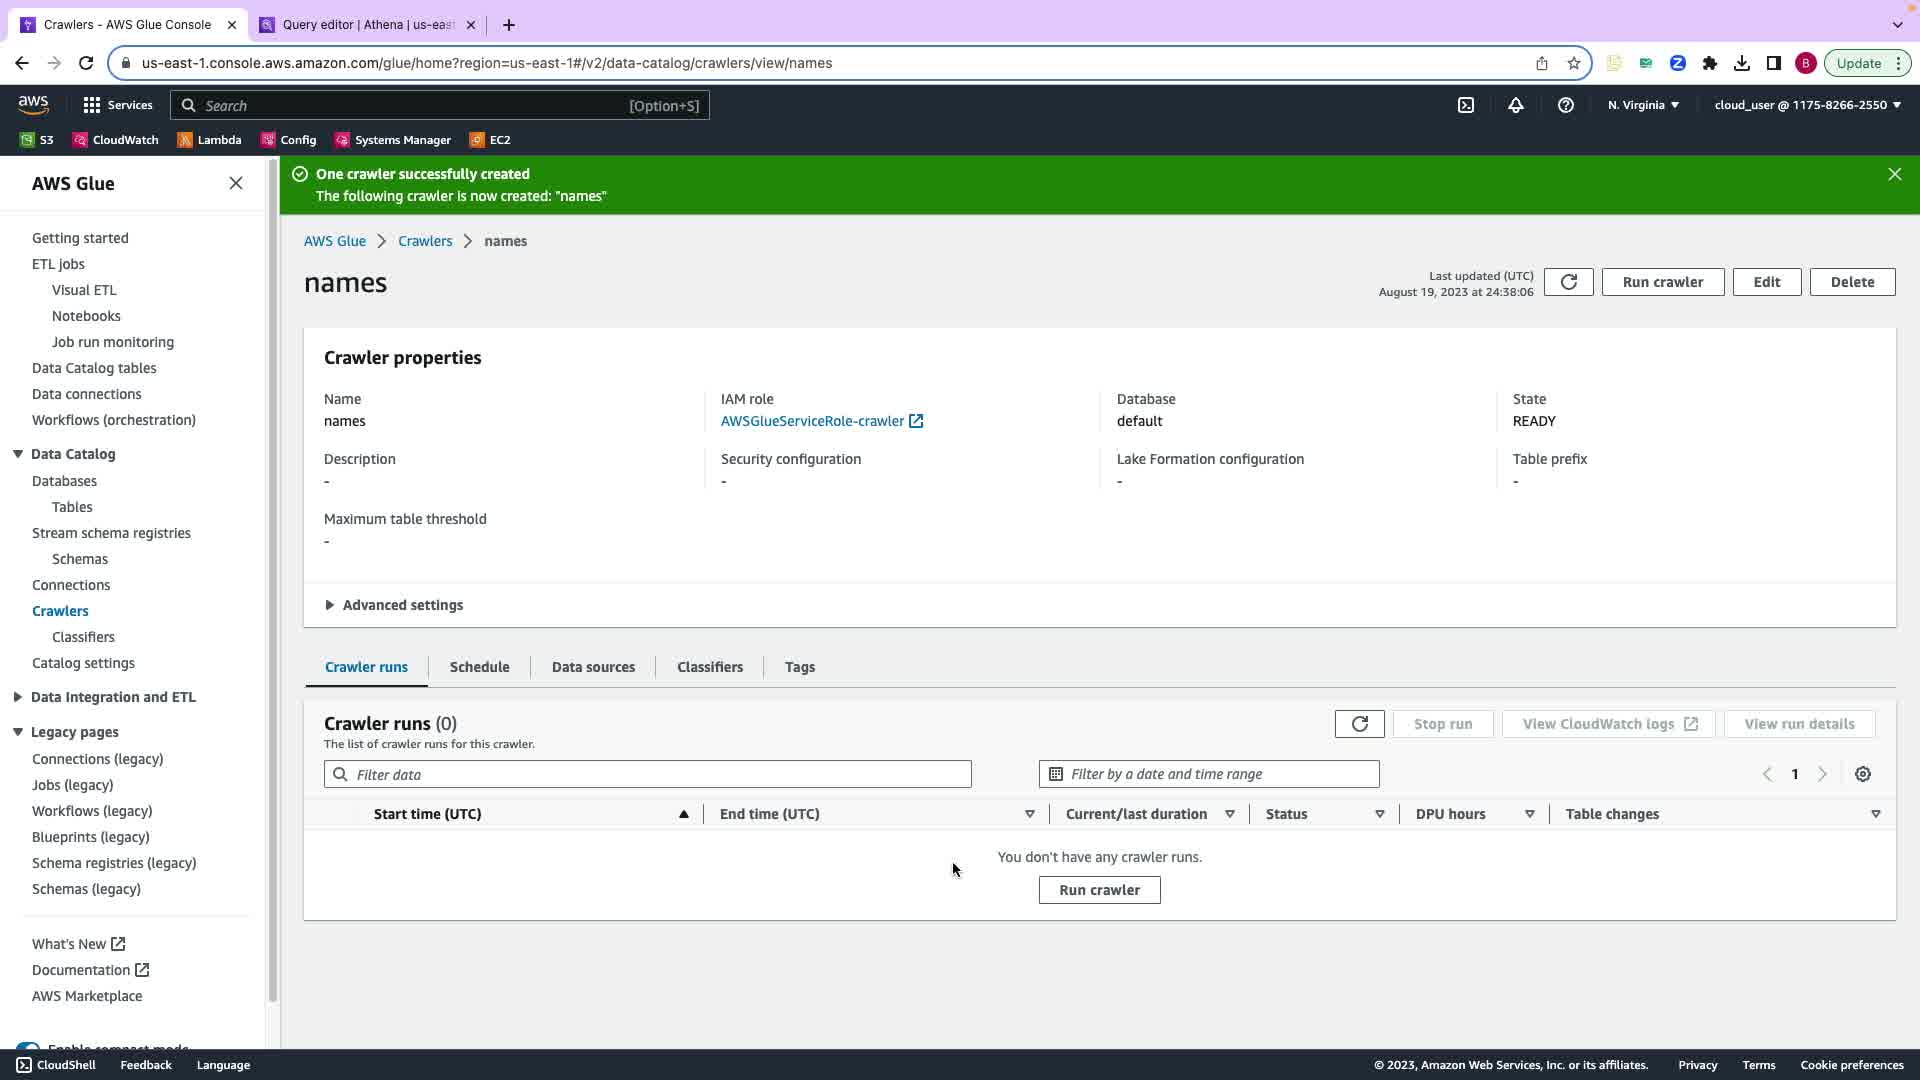 Crawlers - AWS Glue Console
Query editor | Athena | us-eas
us-east-1.console.aws.amazon.com/glue/home?region=us-east-1#/v2/data-catalog/crawlers/view/names
B
Update
aws
Services
Search
[Option+S]
N. Virginia
cloud_user @ 1175-8266-2550
S3
CloudWatch
Lambda
Config
Systems Manager
EC2
AWS Glue
Getting started
ETL jobs
Visual ETL
Notebooks
Job run monitoring
Data Catalog tables
Data connections
Workflows (orchestration)
Data Catalog
Databases
Tables
Stream schema registries
Schemas
Connections
Crawlers
Classifiers
Catalog settings
Data Integration and ETL
Legacy pages
Connections (legacy)
Jobs (legacy)
Workflows (legacy)
Blueprints (legacy)
Schema registries (legacy)
Schemas (legacy)
What's New
Documentation
AWS Marketplace
Enable compact mode
One crawler successfully created
The following crawler is now created: "names"
AWS Glue > Crawlers > names
names
Last updated (UTC)
August 19, 2023 at 24:38:06
Run crawler
Edit
Delete
Crawler properties
Name
names
IAM role
AWSGlueServiceRole-crawler
Database
default
State
READY
Description
-
Security configuration
-
Lake Formation configuration
-
Table prefix
-
Maximum table threshold
-
Advanced settings
Crawler runs
Schedule
Data sources
Classifiers
Tags
Crawler runs (0)
The list of crawler runs for this crawler.
Stop run
View CloudWatch logs
View run details
Filter data
Filter by a date and time range
1
Start time (UTC)
End time (UTC)
Current/last duration
Status
DPU hours
Table changes
You don't have any crawler runs.
Run crawler
CloudShell
Feedback
Language
© 2023, Amazon Web Services, Inc. or its affiliates.
Privacy
Terms
Cookie preferences